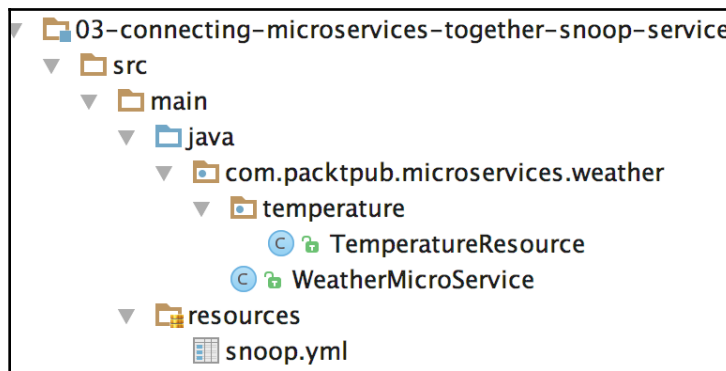 03-connecting-microservices-together-snoop-service
src
main
java
com.packtpub.microservices.weather
temperature
C TemperatureResource
C WeatherMicroService
resources
snoop.yml